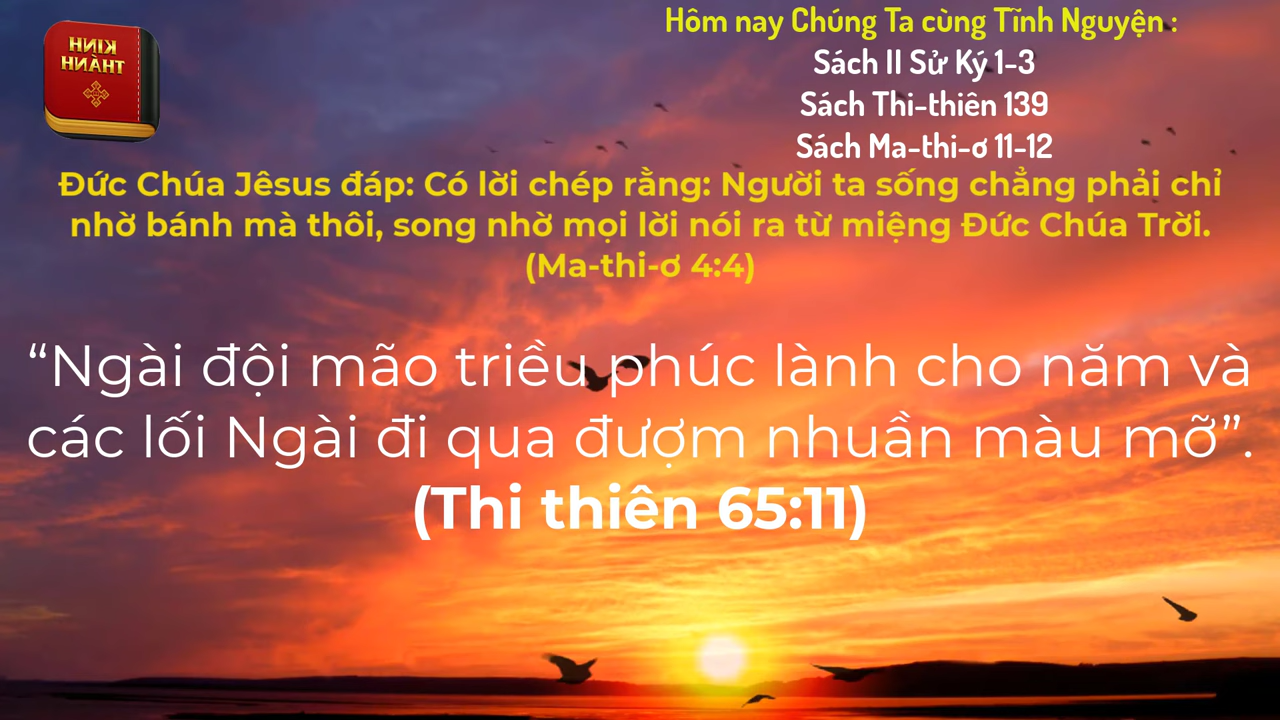 KINH
THÁNH
Hôm nay Chúng Ta cùng Tĩnh Nguyện :
Sách II Sử Ký 1-3
Sách Thi-thiên 139
Sách Ma-thi-ơ 11-12
Đức Chúa Jêsus đáp: Có lời chép rằng: Người ta sống chẳng phải chỉ
nhờ bánh mà thôi, song nhờ mọi lời nói ra từ miệng Đức Chúa Trời.
(Ma-thi-ơ 4:4)
“Ngài đội mão triều phúc lành cho năm và
các lối Ngài đi qua đượm nhuần màu mỡ”.
(Thi thiên 65:11)